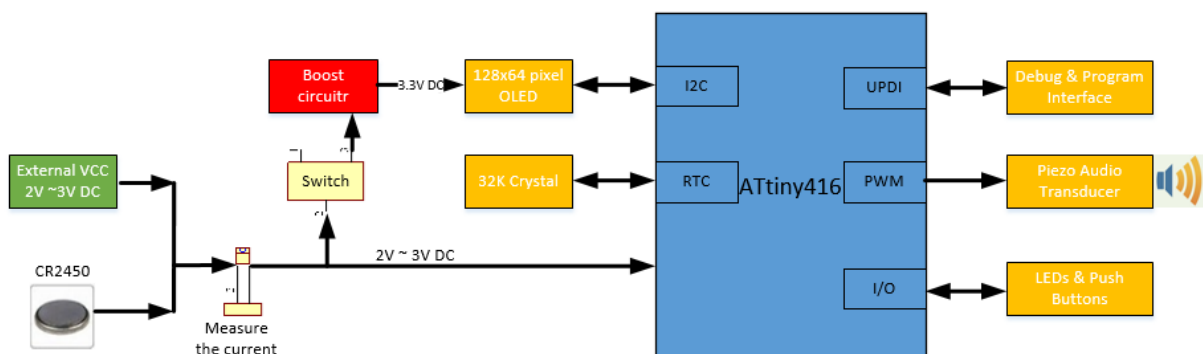 Boost
circuitr
3.3V DC
128x64 pixel
OLED
I2C
UPDI
Debug & Program
Interface
External VCC
2V ~3V DC
Switch
32K Crystal
RTC
ATtiny416
PWM
Piezo Audio
Transducer
2V ~ 3V DC
CR2450
Measure
the current
I/O
LEDs & Push
Buttons